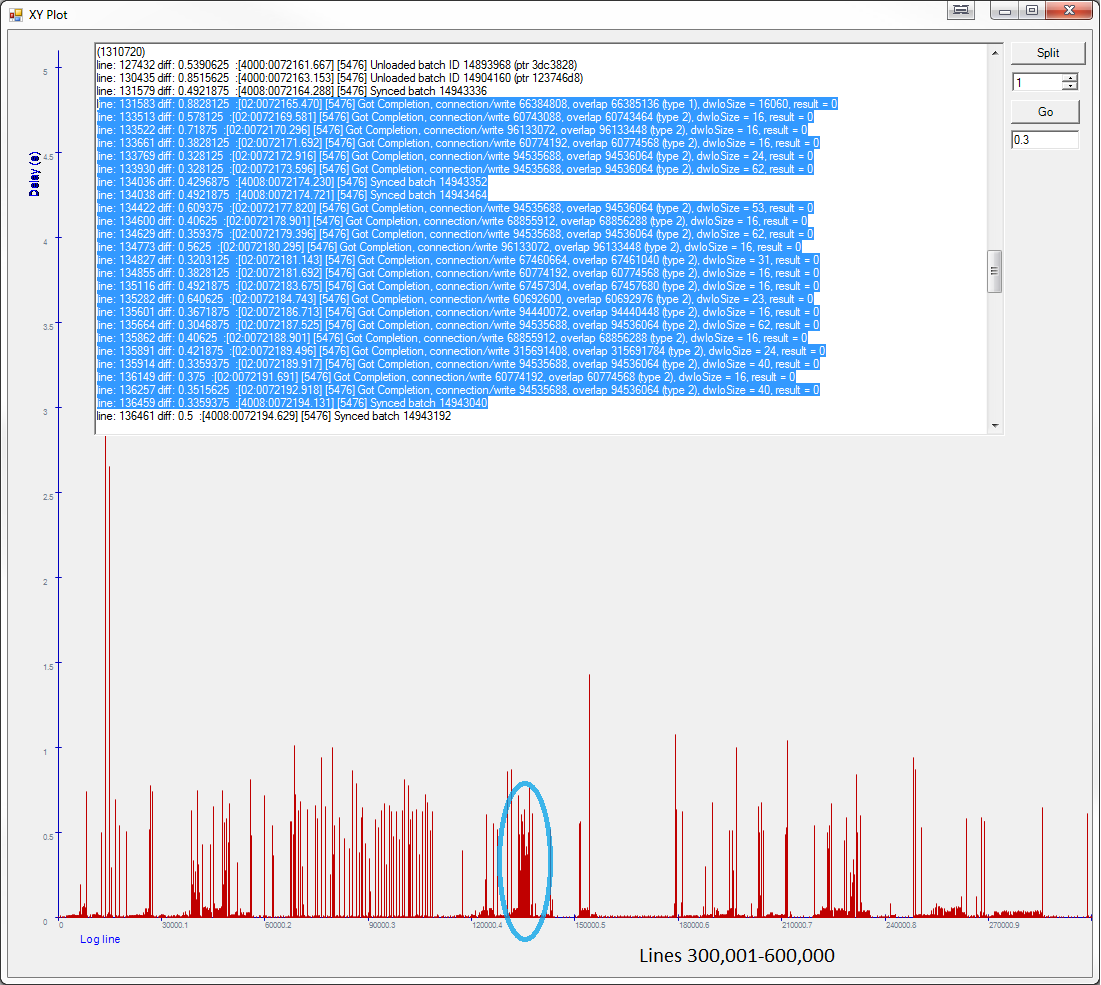 XY Plot
(1310720)
line: 127432 diff: 0.5390625 :[4000:0072161.667] [5476] Unloaded batch ID 14893968 (ptr 3dc3828)
line: 130435 diff: 0.8515625 :[4000:0072163.153] [5476] Unloaded batch ID 14904160 (ptr 123746d8)
line: 131579 diff: 0.4921875 :[4008:0072164.288] [5476] Synced batch 14943336
line: 131583 diff: 0.8828125 :[02:0072165.470] [5476] Got Completion, connection/write 66384808, overlap 66385136 (type 1), dwIoSize = 16060, result = 0
line: 133513 diff: 0.578125 :[02:0072169.581] [5476] Got Completion, connection/write 60743088, overlap 60743464 (type 2), dwIoSize = 16, result = 0
line: 133522 diff: 0.71875 :[02:0072170.296] [5476] Got Completion, connection/write 96133072, overlap 96133448 (type 2), dwIoSize = 16, result = 0
line: 133661 diff: 0.3828125 :[02:0072171.692] [5476] Got Completion, connection/write 60774192, overlap 60774568 (type 2), dwIoSize = 16, result = 0
line: 133769 diff: 0.328125 :[02:0072172.916] [5476] Got Completion, connection/write 94535688, overlap 94536064 (type 2), dwIoSize = 24, result = 0
line: 133930 diff: 0.328125 :[02:0072173.596] [5476] Got Completion, connection/write 94535688, overlap 94536064 (type 2), dwIoSize = 62, result = 0
line: 134036 diff: 0.4296875 :[4008:0072174.230] [5476] Synced batch 14943352
line: 134038 diff: 0.4921875 :[4008:0072174.721] [5476] Synced batch 14943464
line: 134422 diff: 0.609375 :[02:0072177.820] [5476] Got Completion, connection/write 94535688, overlap 94536064 (type 2), dwIoSize = 53, result = 0
line: 134600 diff: 0.40625 :[02:0072178.901] [5476] Got Completion, connection/write 68855912, overlap 68856288 (type 2), dwIoSize = 16, result = 0
line: 134629 diff: 0.359375 :[02:0072179.396] [5476] Got Completion, connection/write 94535688, overlap 94536064 (type 2), dwIoSize = 62, result = 0
line: 134773 diff: 0.5625 :[02:0072180.295] [5476] Got Completion, connection/write 96133072, overlap 96133448 (type 2), dwIoSize = 16, result = 0
line: 134827 diff: 0.3203125 :[02:0072181.143] [5476] Got Completion, connection/write 67460664, overlap 67461040 (type 2), dwIoSize = 31, result = 0
line: 134855 diff: 0.3828125 :[02:0072181.692] [5476] Got Completion, connection/write 60774192, overlap 60774568 (type 2), dwIoSize = 16, result = 0
line: 135116 diff: 0.4921875 :[02:0072183.675] [5476] Got Completion, connection/write 67457304, overlap 67457680 (type 2), dwIoSize = 16, result = 0
line: 135282 diff: 0.640625 :[02:0072184.743] [5476] Got Completion, connection/write 60692600, overlap 60692976 (type 2), dwIoSize = 23, result = 0
line: 135601 diff: 0.3671875 :[02:0072186.713] [5476] Got Completion, connection/write 94440072, overlap 94440448 (type 2), dwIoSize = 16, result = 0
line: 135664 diff: 0.3046875 :[02:0072187.525] [5476] Got Completion, connection/write 94535688, overlap 94536064 (type 2), dwIoSize = 62, result = 0
line: 135862 diff: 0.40625 :[02:0072188.901] [5476] Got Completion, connection/write 68855912, overlap 68856288 (type 2), dwIoSize = 16, result = 0
line: 135891 diff: 0.421875 :[02:0072189.496] [5476] Got Completion, connection/write 315691408, overlap 315691784 (type 2), dwIoSize = 24, result = 0
line: 135914 diff: 0.3359375 :[02:0072189.917] [5476] Got Completion, connection/write 94535688, overlap 94536064 (type 2), dwIoSize = 40, result = 0
line: 136149 diff: 0.375 :[02:0072191.691] [5476] Got Completion, connection/write 60774192, overlap 60774568 (type 2), dwIoSize = 16, result = 0
line: 136257 diff: 0.3515625 :[02:0072192.918] [5476] Got Completion, connection/write 94535688, overlap 94536064 (type 2), dwIoSize = 40, result = 0
line: 136459 diff: 0.3359375 :[4008:0072194.131] [5476] Synced batch 14943040
line: 136461 diff: 0.5 :[4008:0072194.629] [5476] Synced batch 14943192
Split
1
Go
0.3
Delay (s)
5
4.5
4
3.5
3
2.5
2
1.5
1
0.5
0
0
30000.1
60000.2
90000.3
120000.4
150000.5
180000.6
210000.7
240000.8
270000.9
Log line
Lines 300,001-600,000